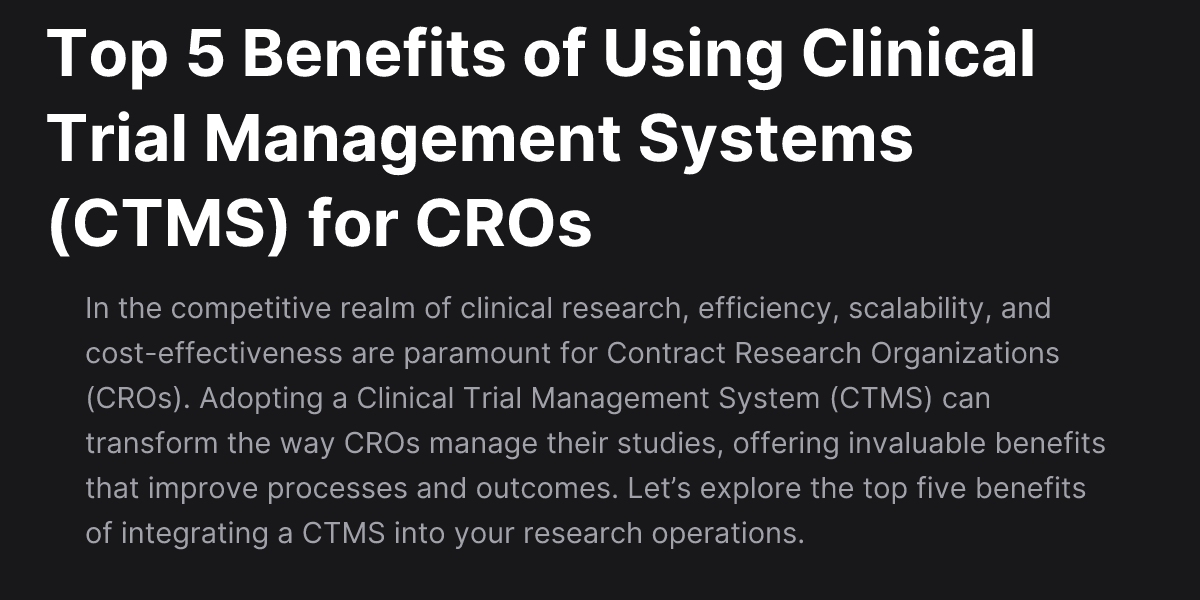 Top 5 Benefits of Using Clinical
Trial Management Systems
(CTMS) for CROs
In the competitive realm of clinical research, efficiency, scalability, and
cost-effectiveness are paramount for Contract Research Organizations
(CROs). Adopting a Clinical Trial Management System (CTMS) can
transform the way CROs manage their studies, offering invaluable benefits
that improve processes and outcomes. Let’s explore the top five benefits
of integrating a CTMS into your research operations.